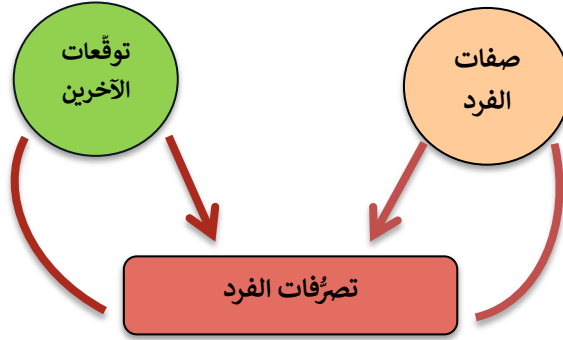 صفات
الفرد
توقّعات
الآخرين
تصرُّفات الفرد